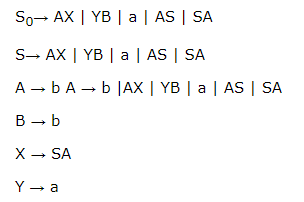 S₀→ AX | YB | a | AS | SA
S→ AX | YB | a | AS | SA
A → b A → b |AX | YB | a | AS | SA
B → b
X → SA
Y → a